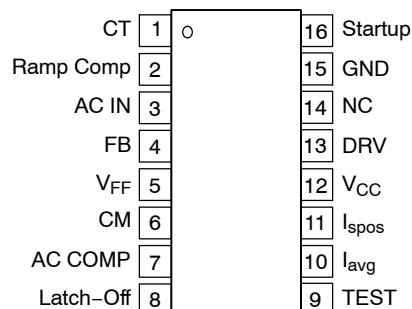 CT 1 16 Startup
Ramp Comp 2 15 GND
AC IN 3 14 NC
FB 4 13 DRV
VFF 5 12 VCC
CM 6 11 Ispos
AC COMP 7 10 Iavg
Latch−Off 8 9 TEST